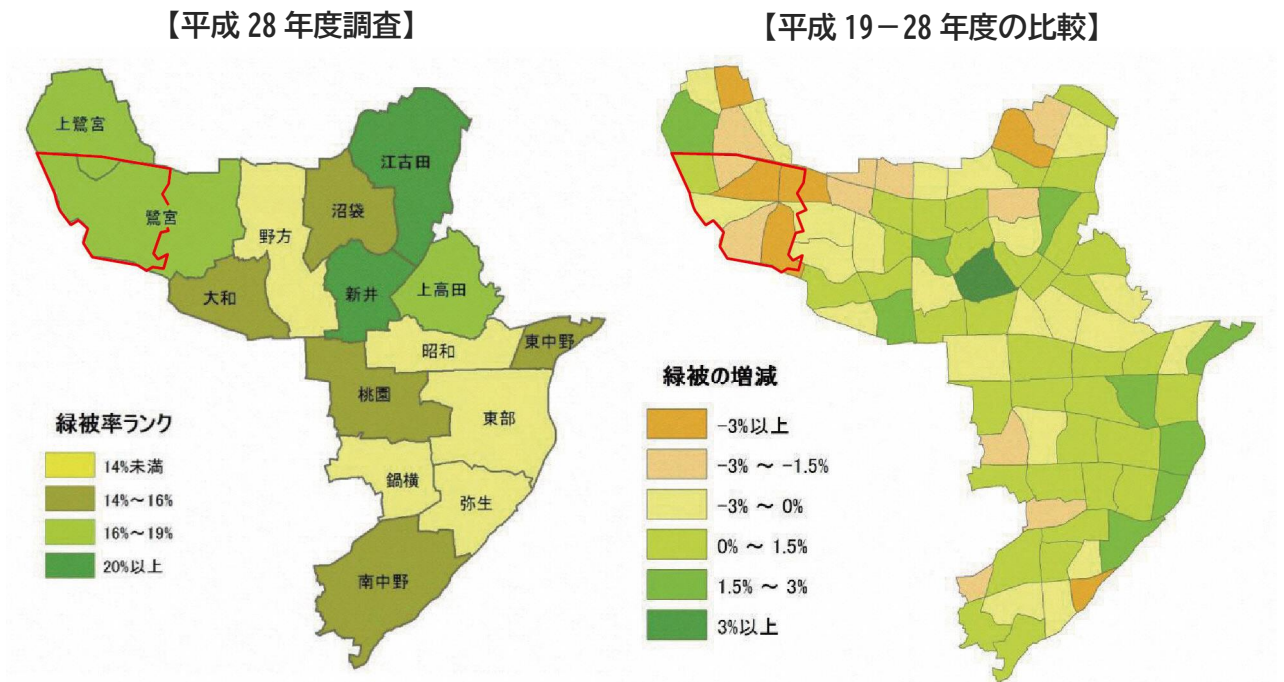 【平成 28 年度調査】
【平成 19－28 年度の比較】
上鷺宮
江古田
沼袋
鷺宮
野方
大和
新井
上高田
昭和
東中野
桃園
東部
鍋横
弥生
南中野
緑被率ランク
14%未満
14%～16%
16%～19%
20%以上
緑被の増減
-3%以上
-3% ～ -1.5%
-3% ～ 0%
0% ～ 1.5%
1.5% ～ 3%
3%以上